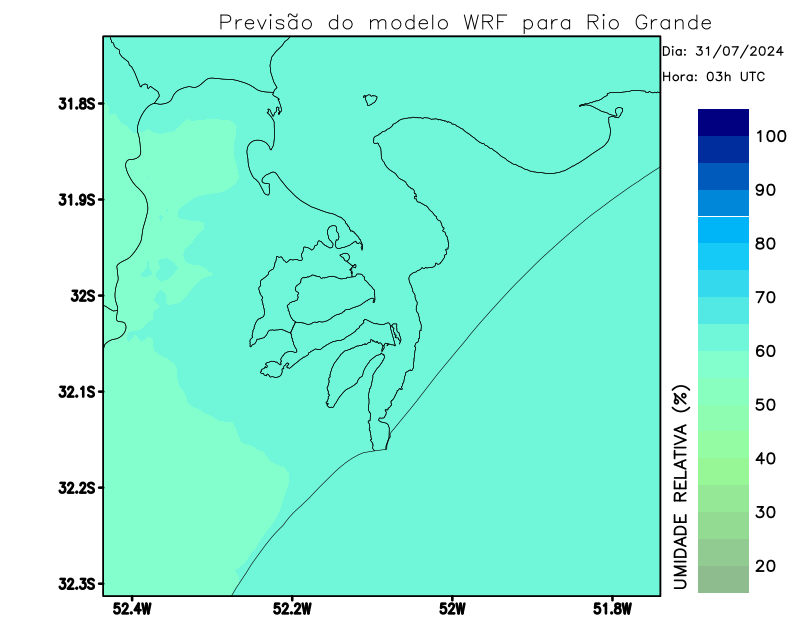 Previsão do modelo WRF para Rio Grande
Dia: 31/07/2024
Hora: 03h UTC
31.8S
31.9S
32S
32.1S
32.2S
32.3S
52.4W
52.2W
52W
51.8W
100
90
80
70
60
50
40
30
20
UMIDADE RELATIVA (%)